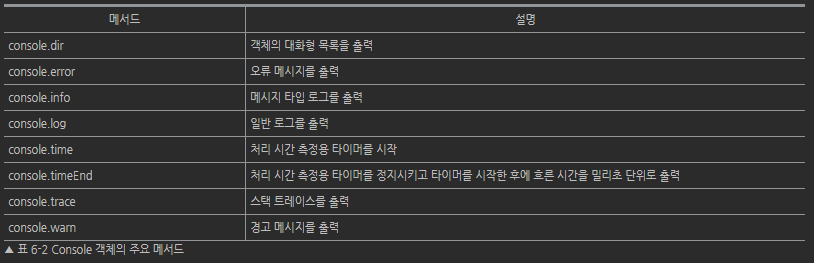 메서드 설명
console.dir 객체의 대화형 목록을 출력
console.error 오류 메시지를 출력
console.info 메시지 타입 로그를 출력
console.log 일반 로그를 출력
console.time 처리 시간 측정용 타이머를 시작
console.timeEnd 처리 시간 측정용 타이머를 정지시키고 타이머를 시작한 후에 흐른 시간을 밀리초 단위로 출력
console.trace 스택 트레이스를 출력
console.warn 경고 메시지를 출력
▲ 표 6-2 Console 객체의 주요 메서드